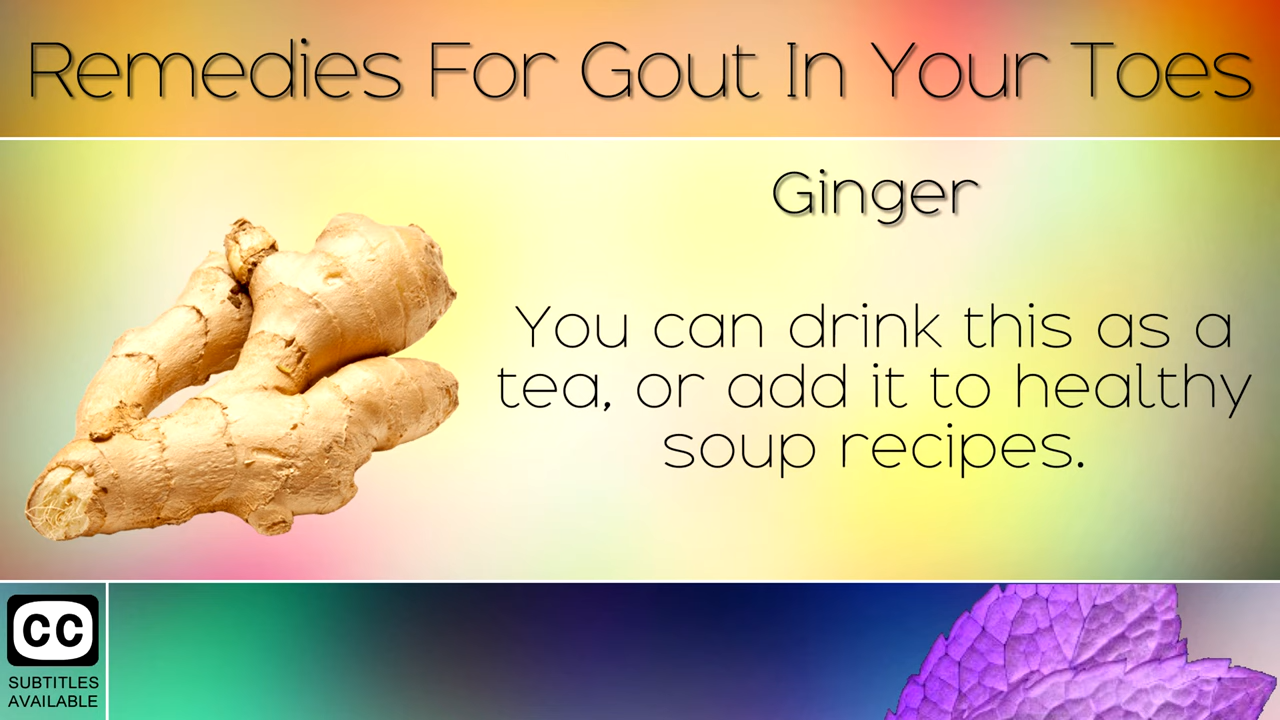 Remedies For Gout In Your Toes
Ginger
You can drink this as a
tea, or add it to healthy
soup recipes.
CC
SUBTITLES
AVAILABLE